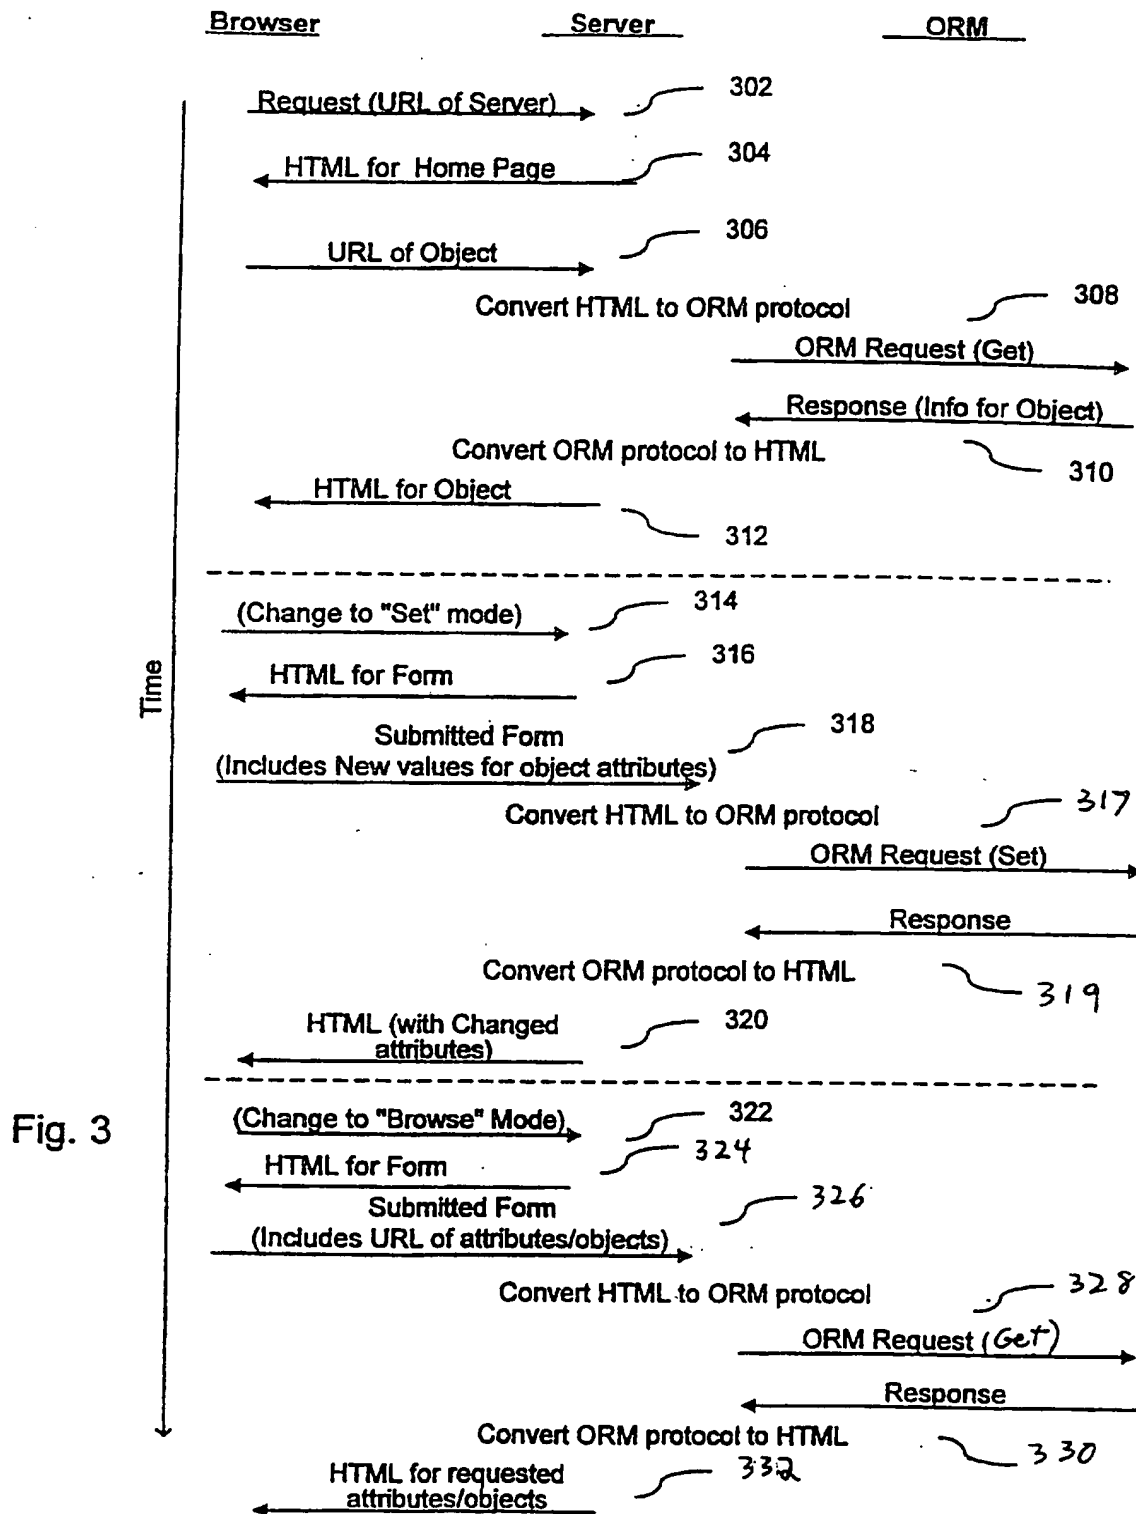 Browser Server ORM
Request (URL of Server) 302
HTML for Home Page 304
URL of Object 306
Convert HTML to ORM protocol 308
ORM Request (Get)
Response (Info for Object)
Convert ORM protocol to HTML 310
HTML for Object 312
(Change to "Set" mode) 314
HTML for Form 316
Submitted Form 318
(Includes New values for object attributes)
Convert HTML to ORM protocol 317
ORM Request (Set)
Response
Convert ORM protocol to HTML 319
HTML (with Changed 320
attributes)
Time
Fig. 3
(Change to "Browse" Mode) 322
HTML for Form 324
Submitted Form 326
(Includes URL of attributes/objects)
Convert HTML to ORM protocol 328
ORM Request (Get)
Response
Convert ORM protocol to HTML 330
HTML for requested 332
attributes/objects